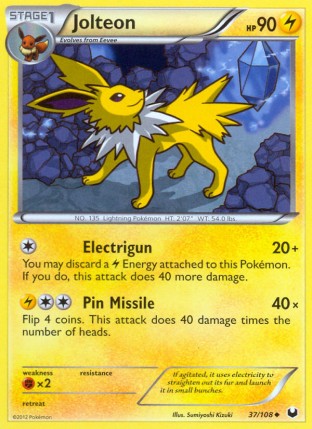 STAGE1 Jolteon HP90
Evolves from Eevee
NO. 135 Lightning Pokémon HT: 2'07" WT: 54.0 lbs.
Electrigun 20+
You may discard a Energy attached to this Pokémon.
If you do, this attack does 40 more damage.
Pin Missile 40×
Flip 4 coins. This attack does 40 damage times the
number of heads.
weakness resistance
×2
retreat
If agitated, it uses electricity to
straighten out its fur and launch
it in small bunches.
©2012 Pokémon
Illus. Sumiyoshi Kizuki
37/108